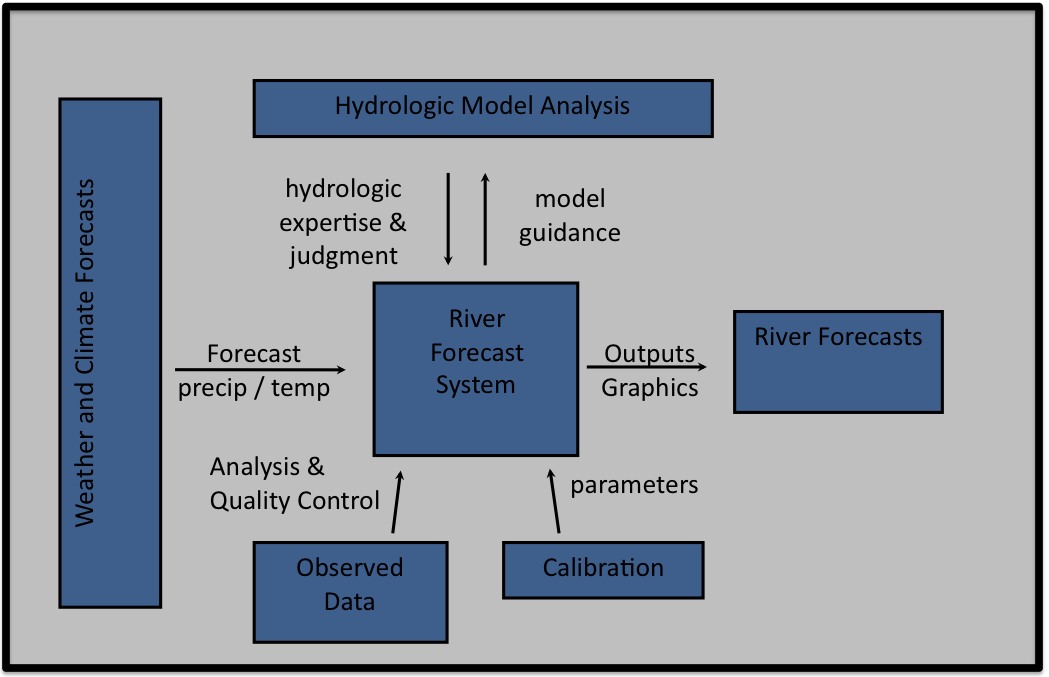 Hydrologic Model Analysis
Weather and Climate Forecasts
hydrologic
expertise &
judgment
model
guidance
River
Forecast
System
Forecast
precip / temp
Outputs
Graphics
River Forecasts
Analysis &
Quality Control
parameters
Observed
Data
Calibration